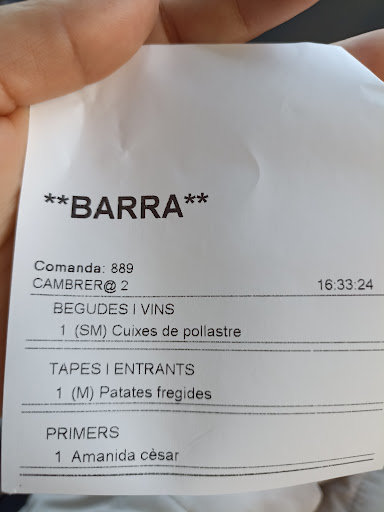 **BARRA**
Comanda: 889
CAMBRER@ 2 16:33:24
BEGUDES I VINS
1 (SM) Cuixes de pollastre
TAPES I ENTRANTS
1 (M) Patates fregides
PRIMERS
1 Amanida cèsar